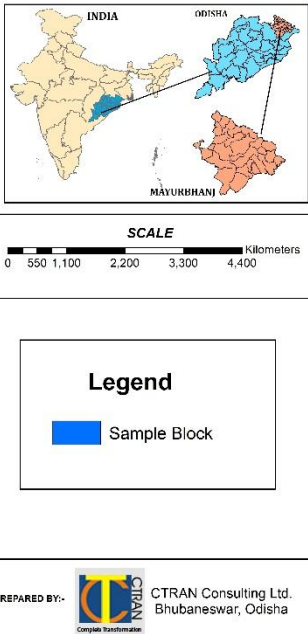 INDIA
ODISHA
MAYURBHANJ
SCALE
Kilometers
0 550 1,100 2,200 3,300 4,400
Legend
Sample Block
REPARED BY:-
CTRAN
Complete Transformation
CTRAN Consulting Ltd.
Bhubaneswar, Odisha